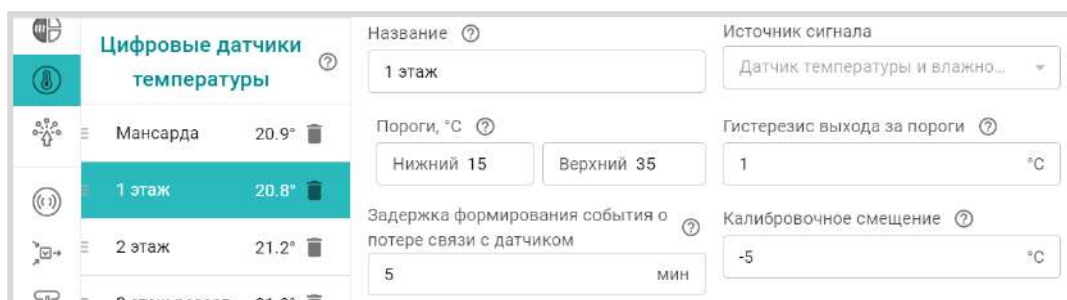 Цифровые датчики
температуры
Мансарда 20.9°
1 этаж 20.8°
2 этаж 21.2°
Название
1 этаж
Источник сигнала
Датчик температуры и влажно...
Пороги, °C
Нижний 15 Верхний 35
Гистерезис выхода за пороги
1 °C
Задержка формирования события о
потере связи с датчиком
5 мин
Калибровочное смещение
-5 °C